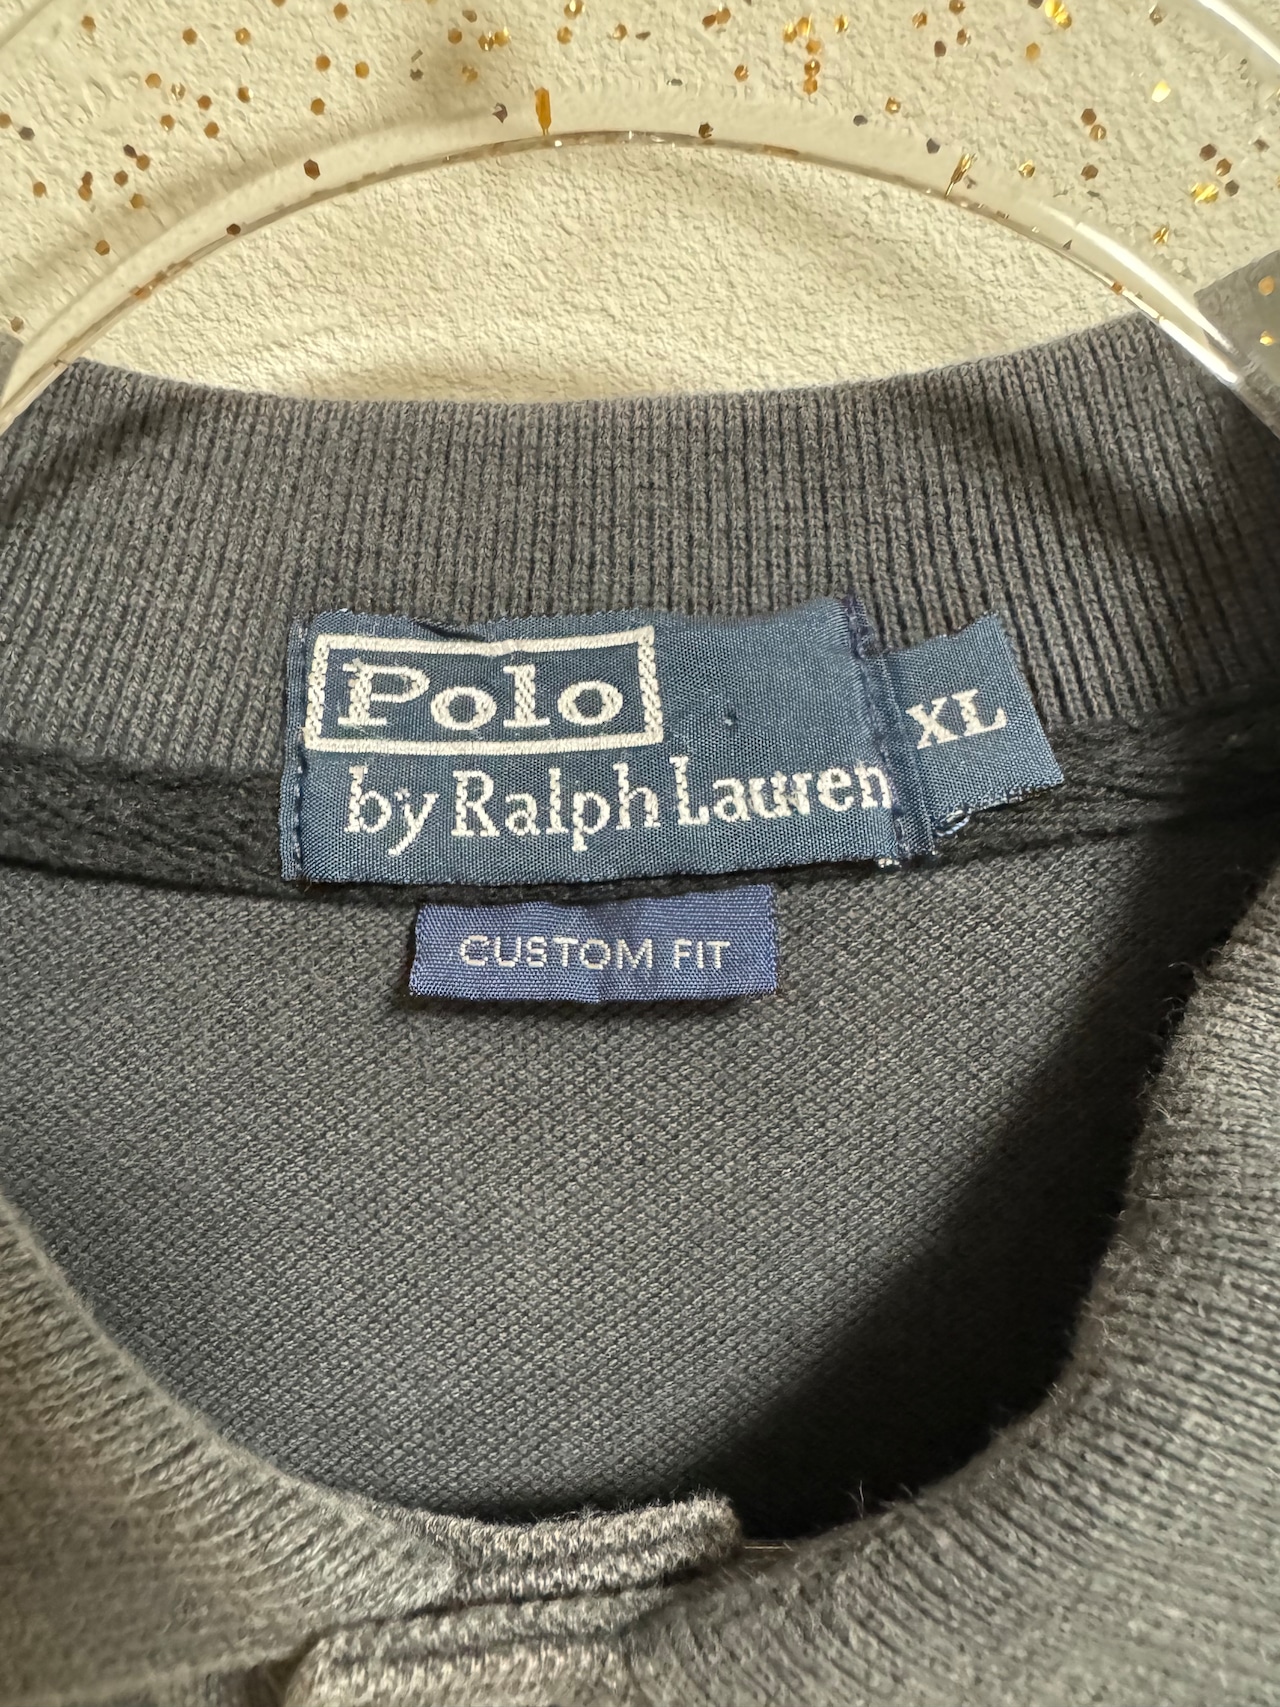 Polo
by Ralph Lauren
XL
CUSTOM FIT